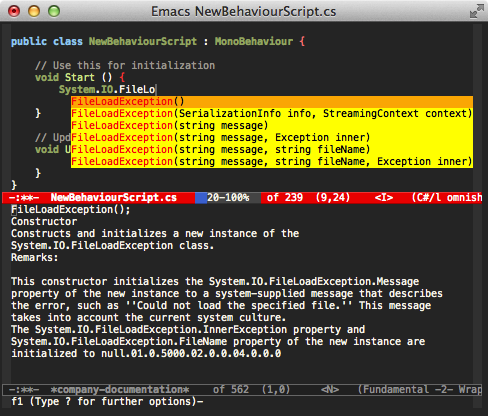 Emacs NewBehaviourScript.cs
public class NewBehaviourScript : MonoBehaviour {
// Use this for initialization
void Start () {
System.IO.FileLo
FileLoadException()
} FileLoadException(SerializationInfo info, StreamingContext context)
FileLoadException(string message)
// Upd FileLoadException(string message, Exception inner)
void U FileLoadException(string message, string fileName)
FileLoadException(string message, string fileName, Exception inner)
}
}
-:**- NewBehaviourScript.cs 20-100% of 239 (9,24) <I> (C#/l omnish
FileLoadException();
Constructor
Constructs and initializes a new instance of the
System.IO.FileLoadException class.
Remarks:
This constructor initializes the System.IO.FileLoadException.Message
property of the new instance to a system-supplied message that describes
the error, such as ''Could not load the specified file.'' This message
takes into account the current system culture.
The System.IO.FileLoadException.InnerException property and
System.IO.FileLoadException.FileName property of the new instance are
initialized to null.01.0.5000.02.0.0.04.0.0.0
-:**- *company-documentation* of 562 (1,0) <N> (Fundamental -2- Wrap
f1 (Type ? for further options)-